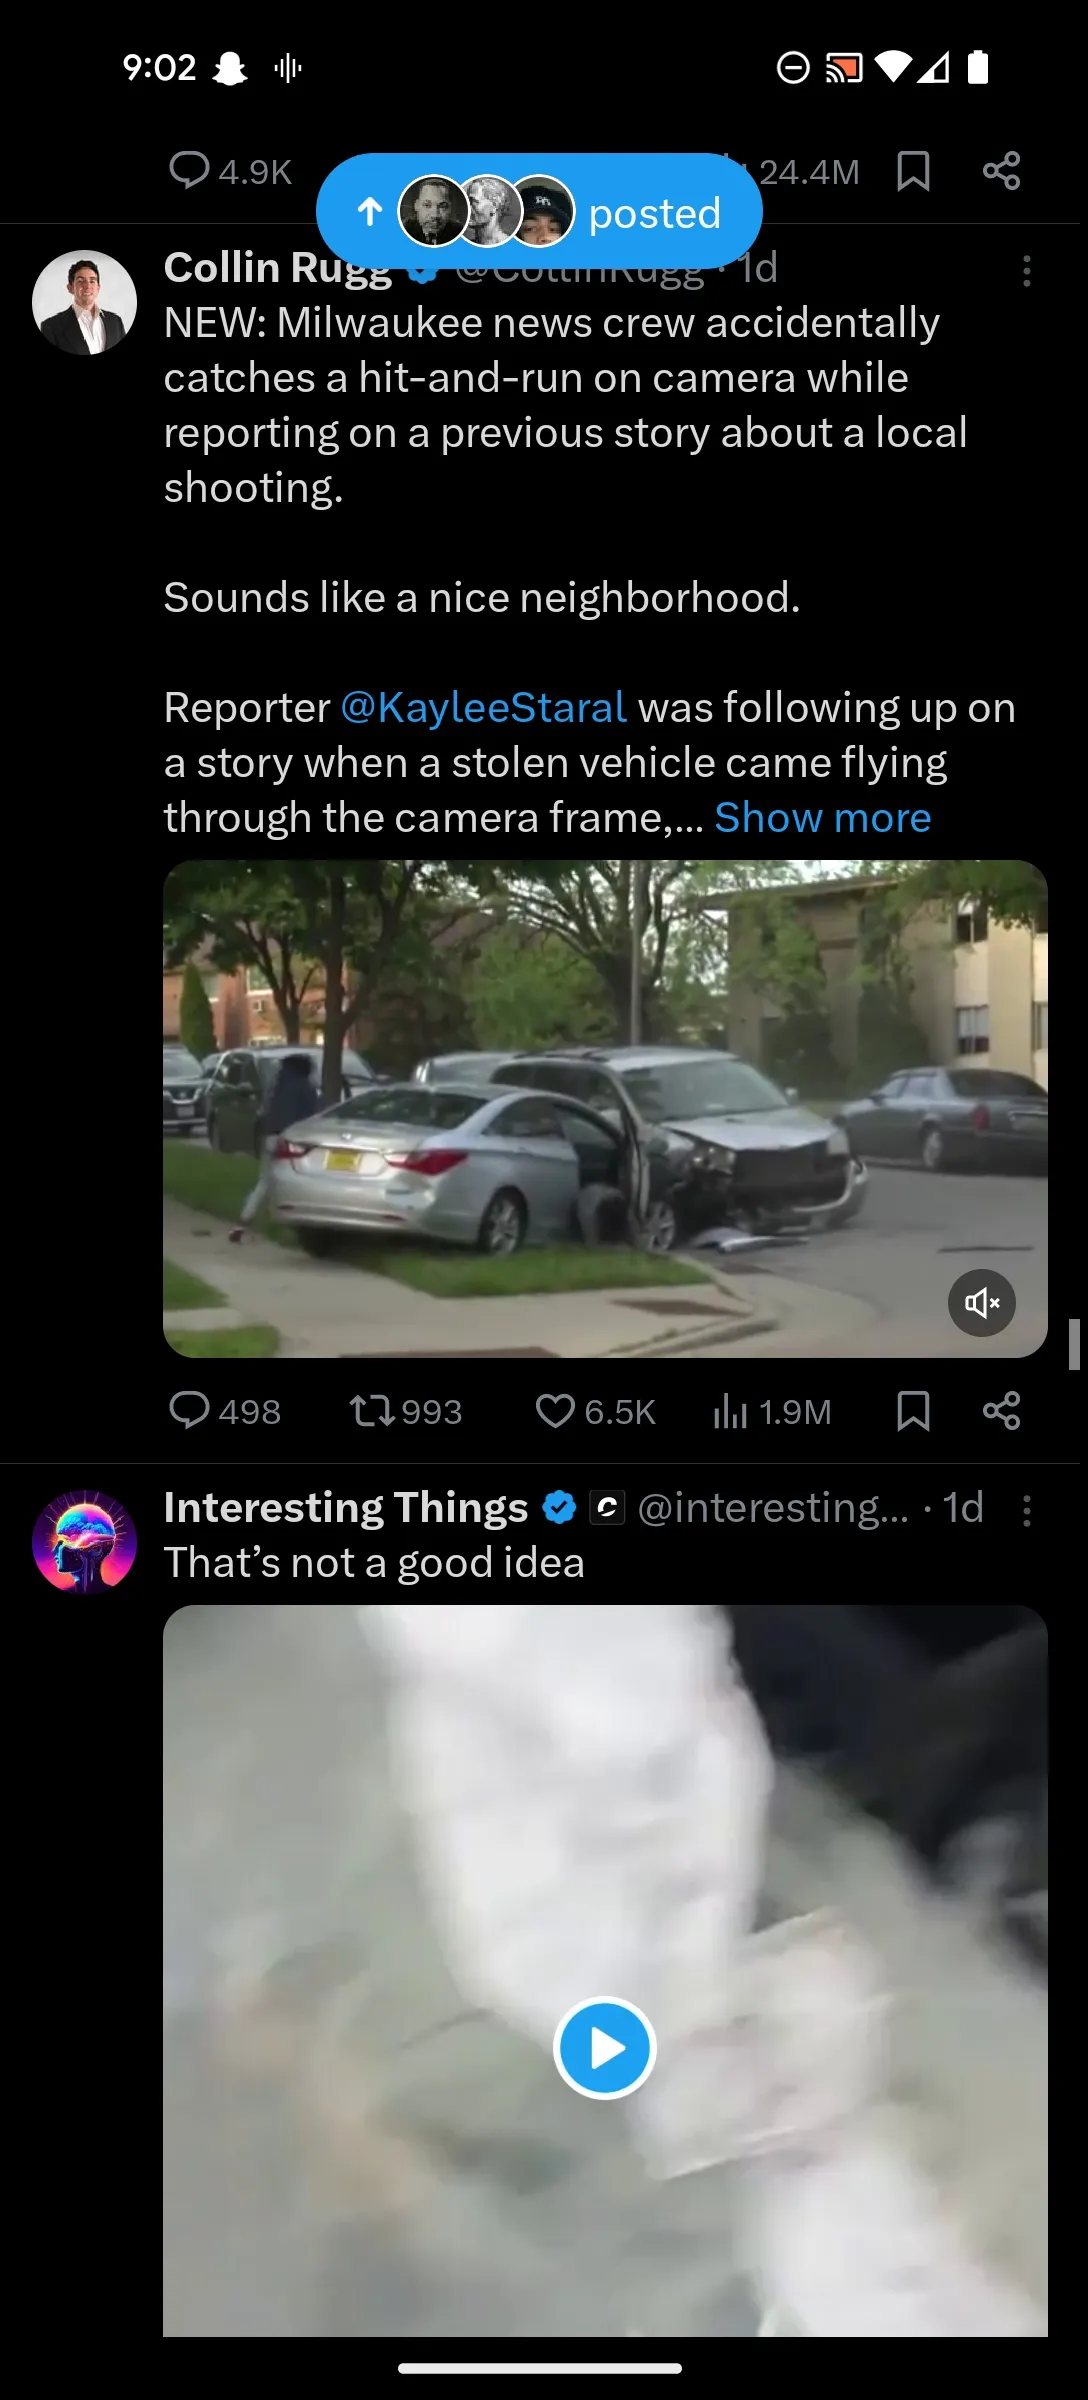 9:02
4.9K
24.4M
posted
Collin Rugg @CollinRugg · 1d
NEW: Milwaukee news crew accidentally
catches a hit-and-run on camera while
reporting on a previous story about a local
shooting.
Sounds like a nice neighborhood.
Reporter @KayleeStaral was following up on
a story when a stolen vehicle came flying
through the camera frame,... Show more
498 993 6.5K 1.9M
Interesting Things @interesting... · 1d
That’s not a good idea